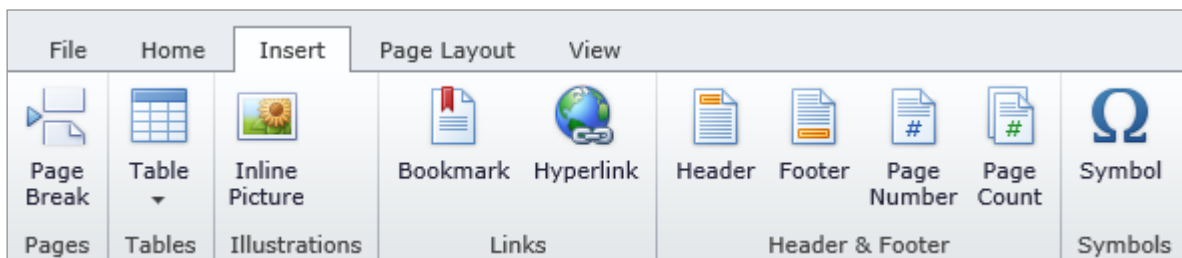 File Home Insert Page Layout View
Page Break Table Inline Picture Bookmark Hyperlink Header Footer Page Number Page Count Symbol
Pages Tables Illustrations Links Header & Footer Symbols